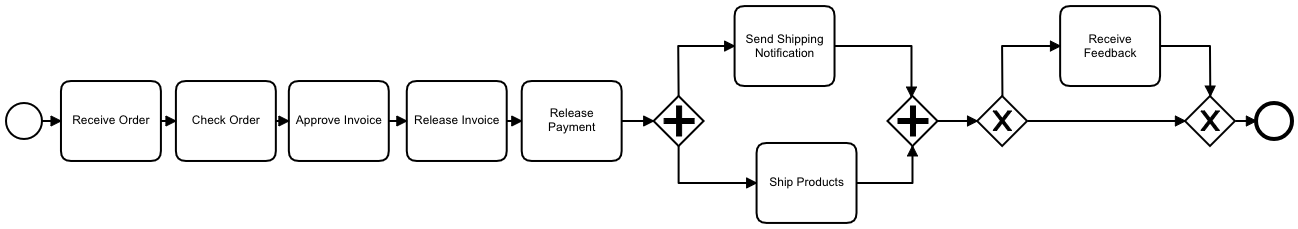 Receive Order
Check Order
Approve Invoice
Release Invoice
Release
Payment
Send Shipping
Notification
Ship Products
X
Receive
Feedback
X